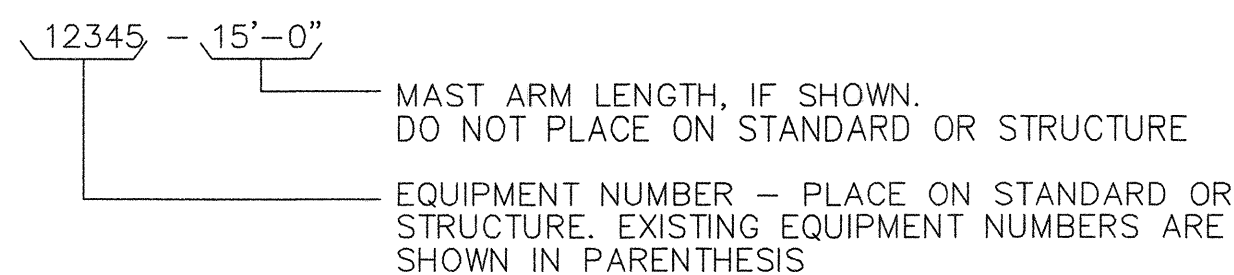 12345 – 15'–0"
MAST ARM LENGTH, IF SHOWN.
DO NOT PLACE ON STANDARD OR STRUCTURE
EQUIPMENT NUMBER – PLACE ON STANDARD OR
STRUCTURE. EXISTING EQUIPMENT NUMBERS ARE
SHOWN IN PARENTHESIS